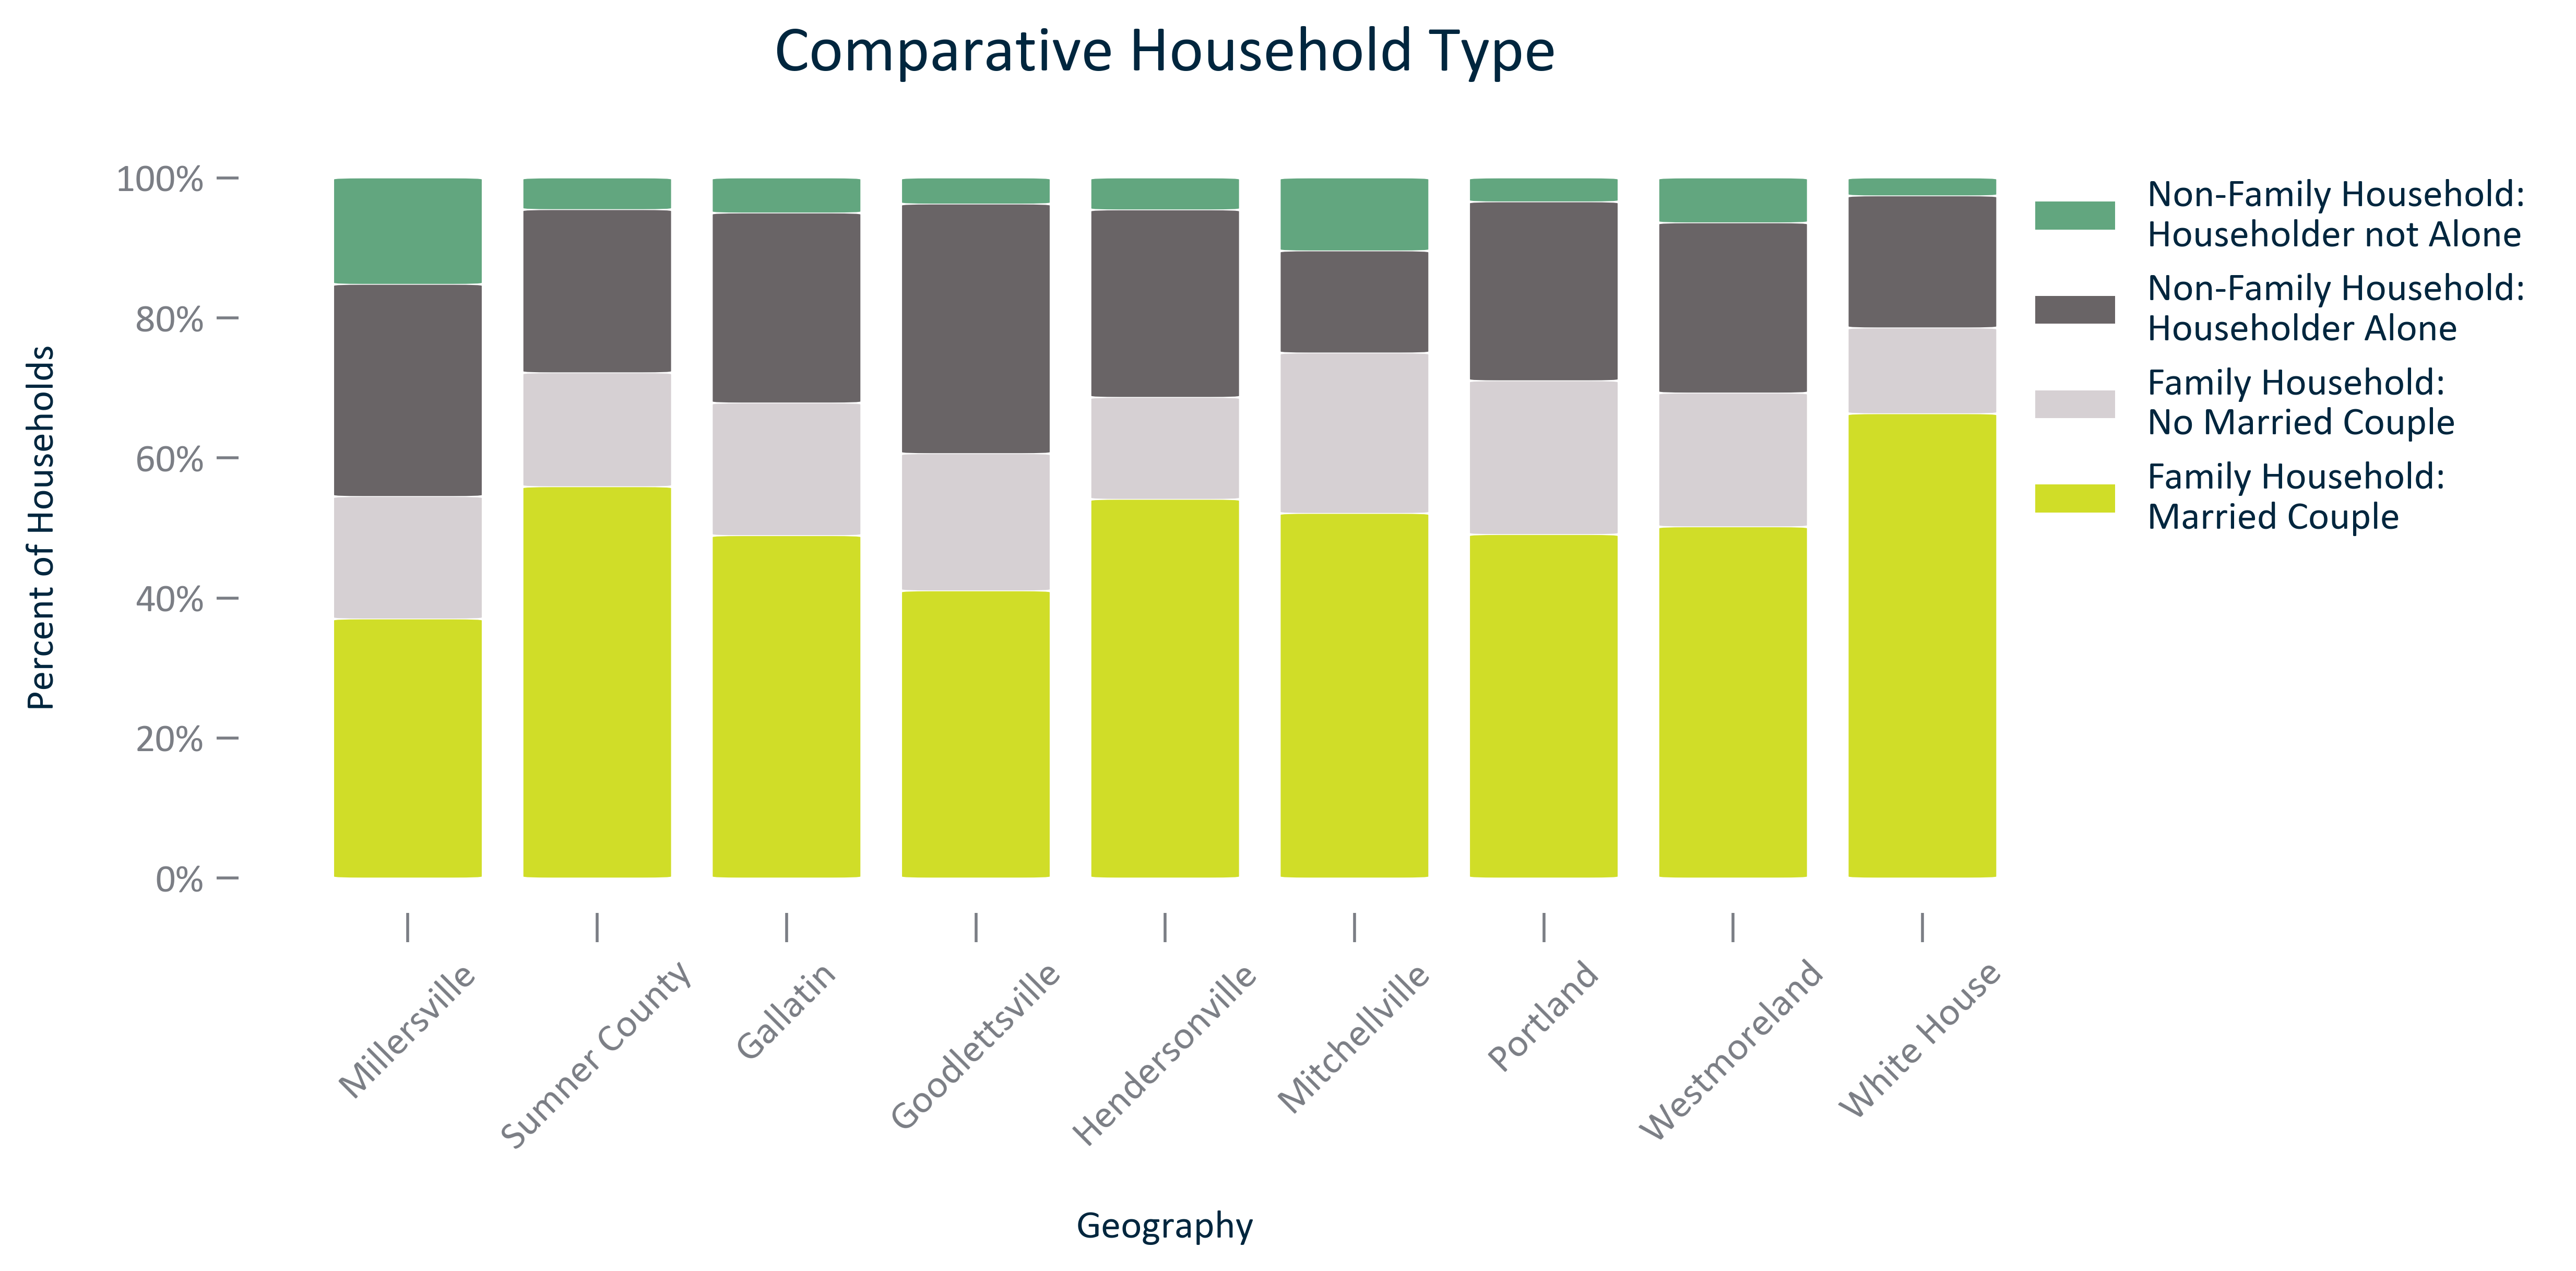 Comparative Household Type
Percent of Households
100%
80%
60%
40%
20%
0%
Non-Family Household:
Householder not Alone
Non-Family Household:
Householder Alone
Family Household:
No Married Couple
Family Household:
Married Couple
Millersville
Sumner County
Gallatin
Goodlettsville
Hendersonville
Mitchellville
Portland
Westmoreland
White House
Geography